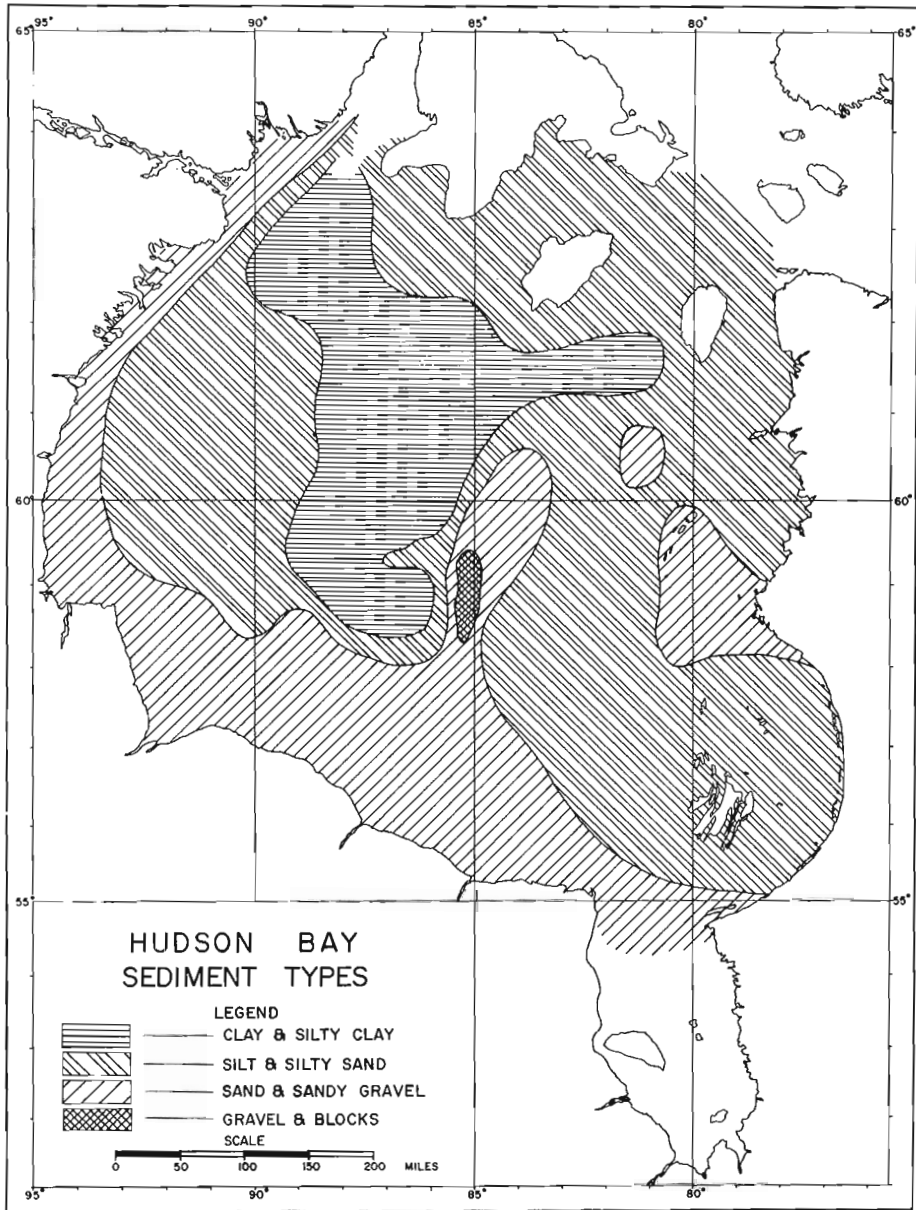 95° 90° 85° 80°
65° 65°
60° 60°
55° 55°
HUDSON BAY
SEDIMENT TYPES
LEGEND
CLAY & SILTY CLAY
SILT & SILTY SAND
SAND & SANDY GRAVEL
GRAVEL & BLOCKS
SCALE
0 50 100 150 200 MILES
95° 90° 85° 80°